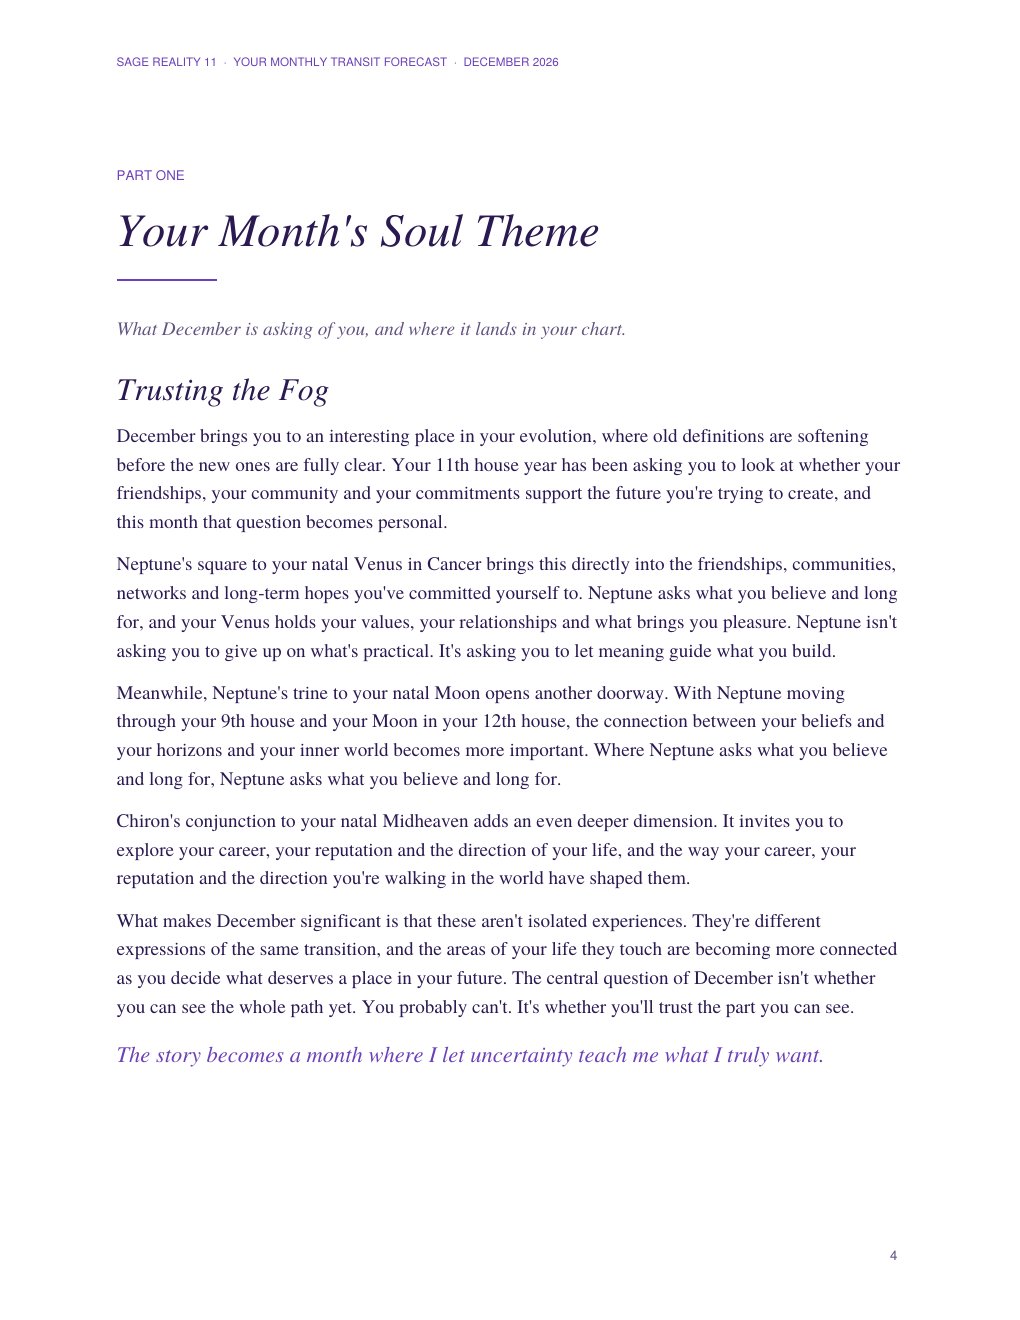 SAGE REALITY 11 · YOUR MONTHLY TRANSIT FORECAST · DECEMBER 2026
PART ONE
Your Month's Soul Theme
What December is asking of you, and where it lands in your chart.
Trusting the Fog
December brings you to an interesting place in your evolution, where old definitions are softening
before the new ones are fully clear. Your 11th house year has been asking you to look at whether your
friendships, your community and your commitments support the future you're trying to create, and
this month that question becomes personal.
Neptune's square to your natal Venus in Cancer brings this directly into the friendships, communities,
networks and long-term hopes you've committed yourself to. Neptune asks what you believe and long
for, and your Venus holds your values, your relationships and what brings you pleasure. Neptune isn't
asking you to give up on what's practical. It's asking you to let meaning guide what you build.
Meanwhile, Neptune's trine to your natal Moon opens another doorway. With Neptune moving
through your 9th house and your Moon in your 12th house, the connection between your beliefs and
your horizons and your inner world becomes more important. Where Neptune asks what you believe
and long for, Neptune asks what you believe and long for.
Chiron's conjunction to your natal Midheaven adds an even deeper dimension. It invites you to
explore your career, your reputation and the direction of your life, and the way your career, your
reputation and the direction you're walking in the world have shaped them.
What makes December significant is that these aren't isolated experiences. They're different
expressions of the same transition, and the areas of your life they touch are becoming more connected
as you decide what deserves a place in your future. The central question of December isn't whether
you can see the whole path yet. You probably can't. It's whether you'll trust the part you can see.
The story becomes a month where I let uncertainty teach me what I truly want.
4